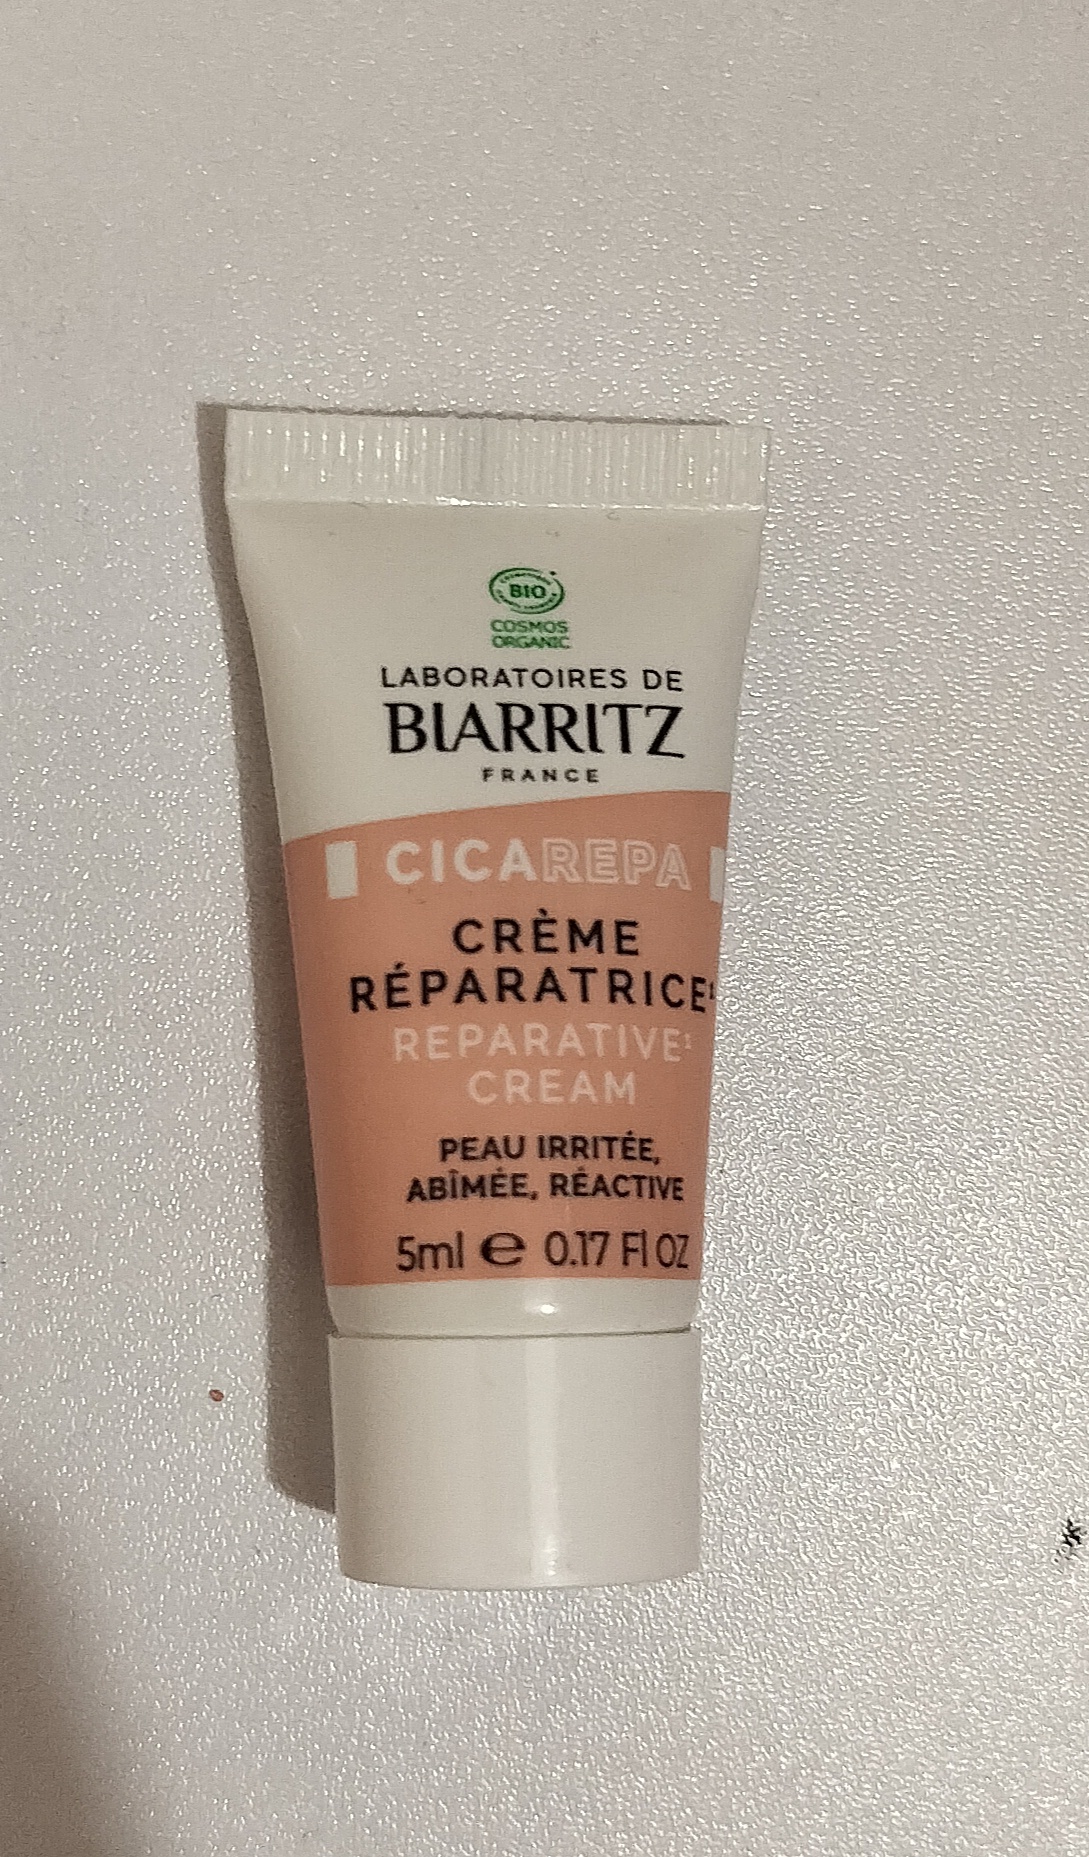 BIO
COSMOS
ORGANIC
LABORATOIRES DE
BIARRITZ
FRANCE
CICAREPA
CRÈME
RÉPARATRICE¹
REPARATIVE¹
CREAM
PEAU IRRITÉE,
ABÎMÉE, RÉACTIVE
5ml e 0.17 Fl OZ